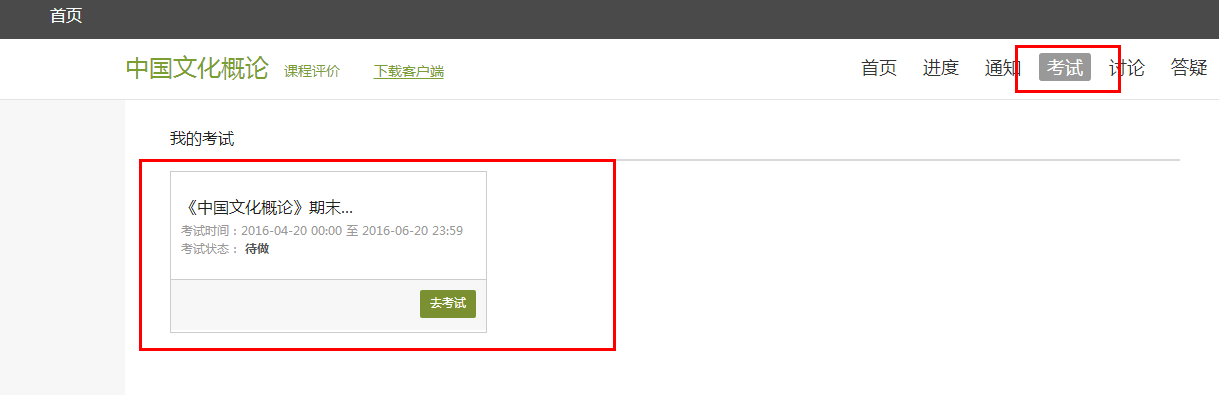 首页
中国文化概论 课程评价 下载客户端 首页 进度 通知 考试 讨论 答疑
我的考试
《中国文化概论》期末...
考试时间：2016-04-20 00:00 至 2016-06-20 23:59
考试状态： 待做
去考试